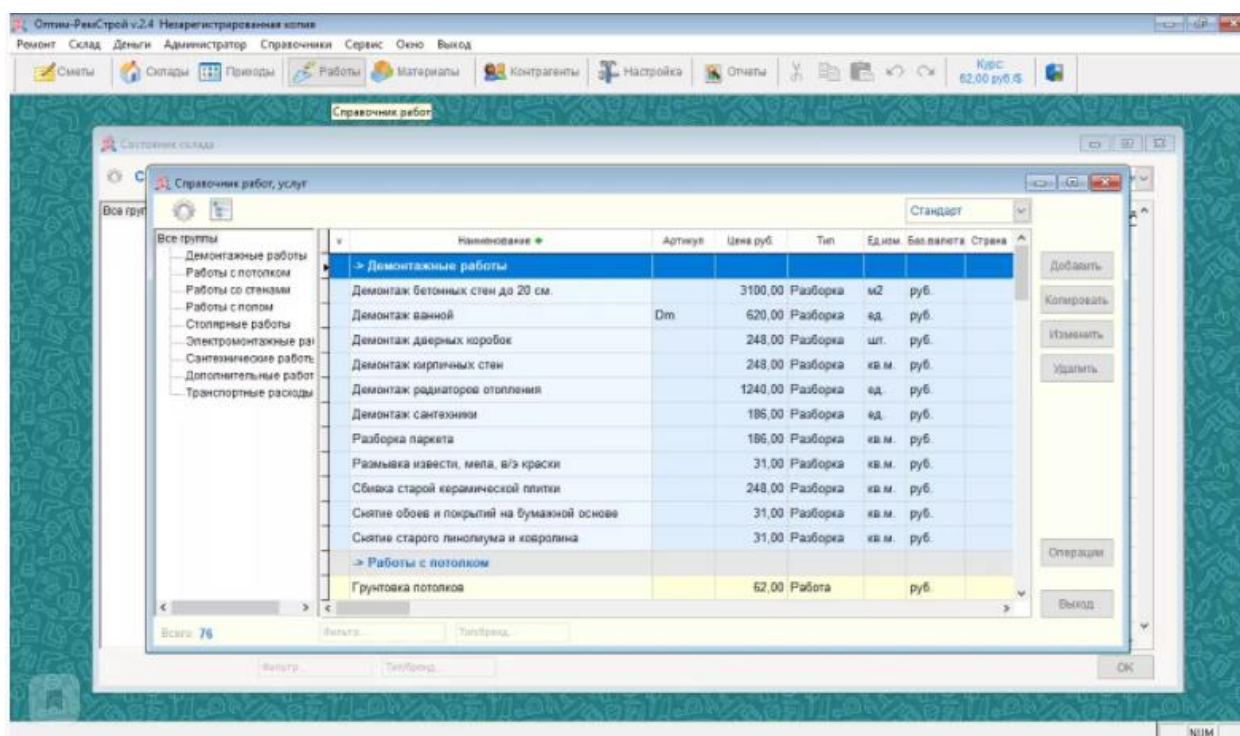 Оптим-РемСтрой v.2.4 Незарегистрированная копия
Ремонт Склад Деньги Администратор Справочники Сервис Окно Выход
Сметы Склады Приходы Работы Материалы Контрагенты Настройка Отчеты Курс:
62,00 руб./$
Справочник работ
Состояние склада
С
Справочник работ, услуг
Все груп
Стандарт
Все группы
Демонтажные работы
Работы с потолком
Работы со стенами
Работы с полом
Столярные работы
Электромонтажные ра
Сантехнические работ
Дополнительные работ
Транспортные расходы
v Наименование Артикул Цена руб. Тип Ед.изм. Баз.валюта Страна
-> Демонтажные работы
Демонтаж бетонных стен до 20 см. 3100,00 Разборка м2 руб.
Демонтаж ванной Dm 620,00 Разборка ед. руб.
Демонтаж дверных коробок 248,00 Разборка шт. руб.
Демонтаж кирпичных стен 248,00 Разборка кв.м. руб.
Демонтаж радиаторов отопления 1240,00 Разборка ед. руб.
Демонтаж сантехники 186,00 Разборка ед. руб.
Разборка паркета 186,00 Разборка кв.м. руб.
Размывка извести, мела, в/э краски 31,00 Разборка кв.м. руб.
Сбивка старой керамической плитки 248,00 Разборка кв.м. руб.
Снятие обоев и покрытий на бумажной основе 31,00 Разборка кв.м. руб.
Снятие старого линолиума и ковролина 31,00 Разборка кв.м. руб.
-> Работы с потолком
Грунтовка потолков 62,00 Работа руб.
Добавить
Копировать
Изменить
Удалить
Операции
Выход
Всего: 76 Фильтр... Тип/бренд...
Фильтр... Тип/бренд... OK
NUM